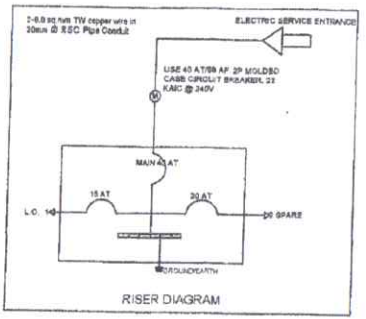 2-8.0 sq mm TW copper wire in
20mm Ø RSC Pipe Conduit
ELECTRIC SERVICE ENTRANCE
USE 40 AT/50 AF 2P MOLDED
CASE CIRCUIT BREAKER,
KAIC @ 240V
M
MAIN 40 AT
15 AT
20 AT
L.O. 1
SPARE
GROUND/EARTH
RISER DIAGRAM